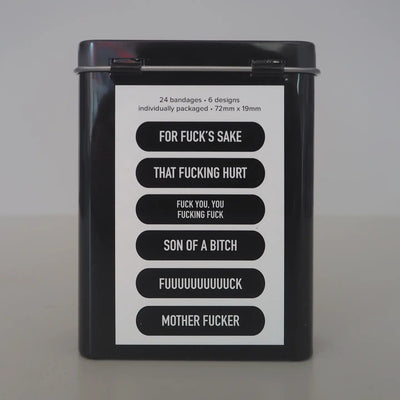 24 bandages • 6 designs
individually packaged • 72mm x 19mm
FOR FUCK'S SAKE
THAT FUCKING HURT
FUCK YOU, YOU
FUCKING FUCK
SON OF A BITCH
FUUUUUUUUUUCK
MOTHER FUCKER